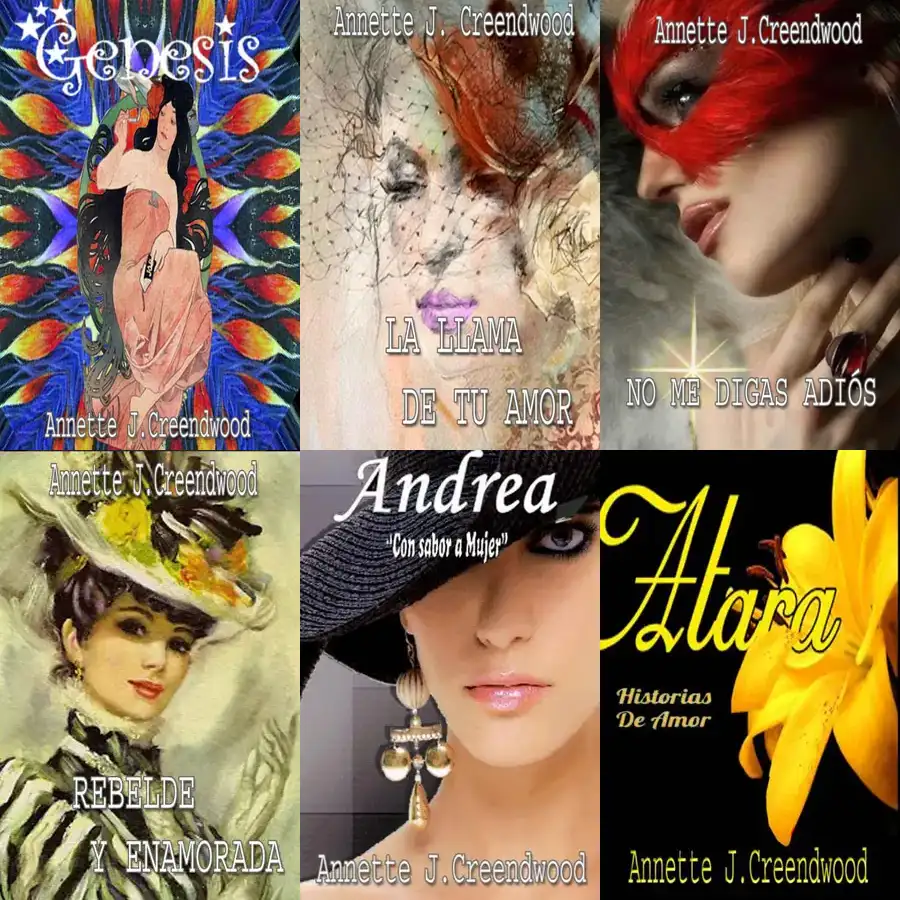 Genesis
Annette J.Creendwood
Annette J. Creendwood
LA LLAMA
DE TU AMOR
Annette J.Creendwood
NO ME DIGAS ADIÓS
Annette J.Creendwood
REBELDE
Y ENAMORADA
Andrea
"Con sabor a Mujer"
Annette J.Creendwood
Atara
Historias
De Amor
Annette J.Creendwood